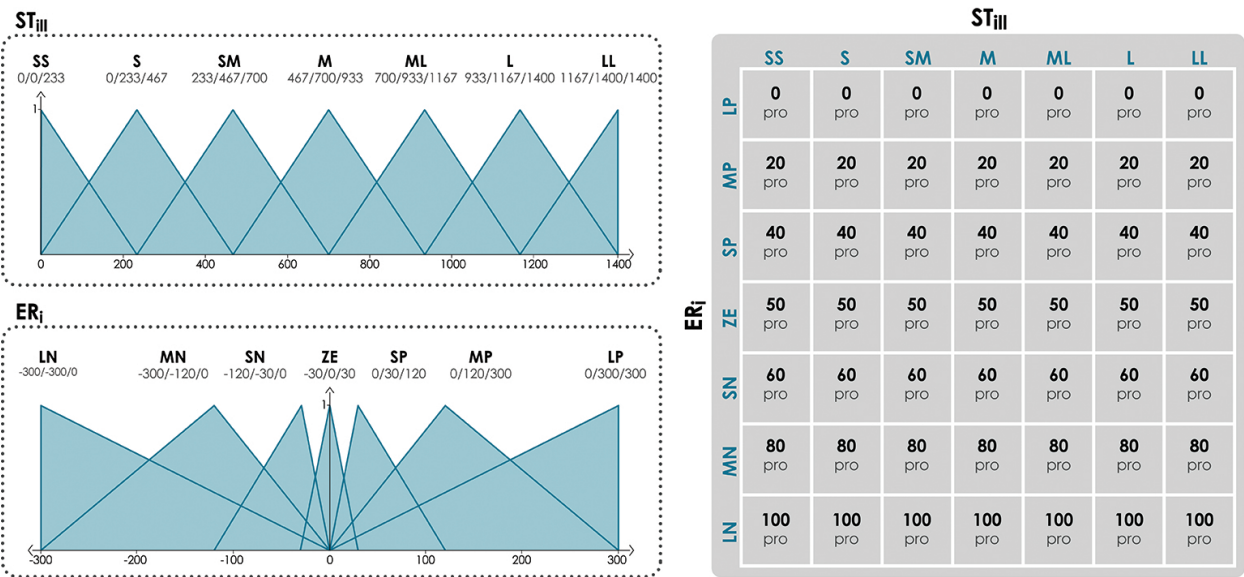 STill
SS S SM M ML L LL
0/0/233 0/233/467 233/467/700 467/700/933 700/933/1167 933/1167/1400 1167/1400/1400
1
0 200 400 600 800 1000 1200 1400
ERi
LN MN SN ZE SP MP LP
-300/-300/0 -300/-120/0 -120/-30/0 -30/0/30 0/30/120 0/120/300 0/300/300
1
-300 -200 -100 0 100 200 300
STill
SS S SM M ML L LL
ERi
LP 0 0 0 0 0 0 0
pro pro pro pro pro pro pro
MP 20 20 20 20 20 20 20
pro pro pro pro pro pro pro
SP 40 40 40 40 40 40 40
pro pro pro pro pro pro pro
ZE 50 50 50 50 50 50 50
pro pro pro pro pro pro pro
SN 60 60 60 60 60 60 60
pro pro pro pro pro pro pro
MN 80 80 80 80 80 80 80
pro pro pro pro pro pro pro
LN 100 100 100 100 100 100 100
pro pro pro pro pro pro pro